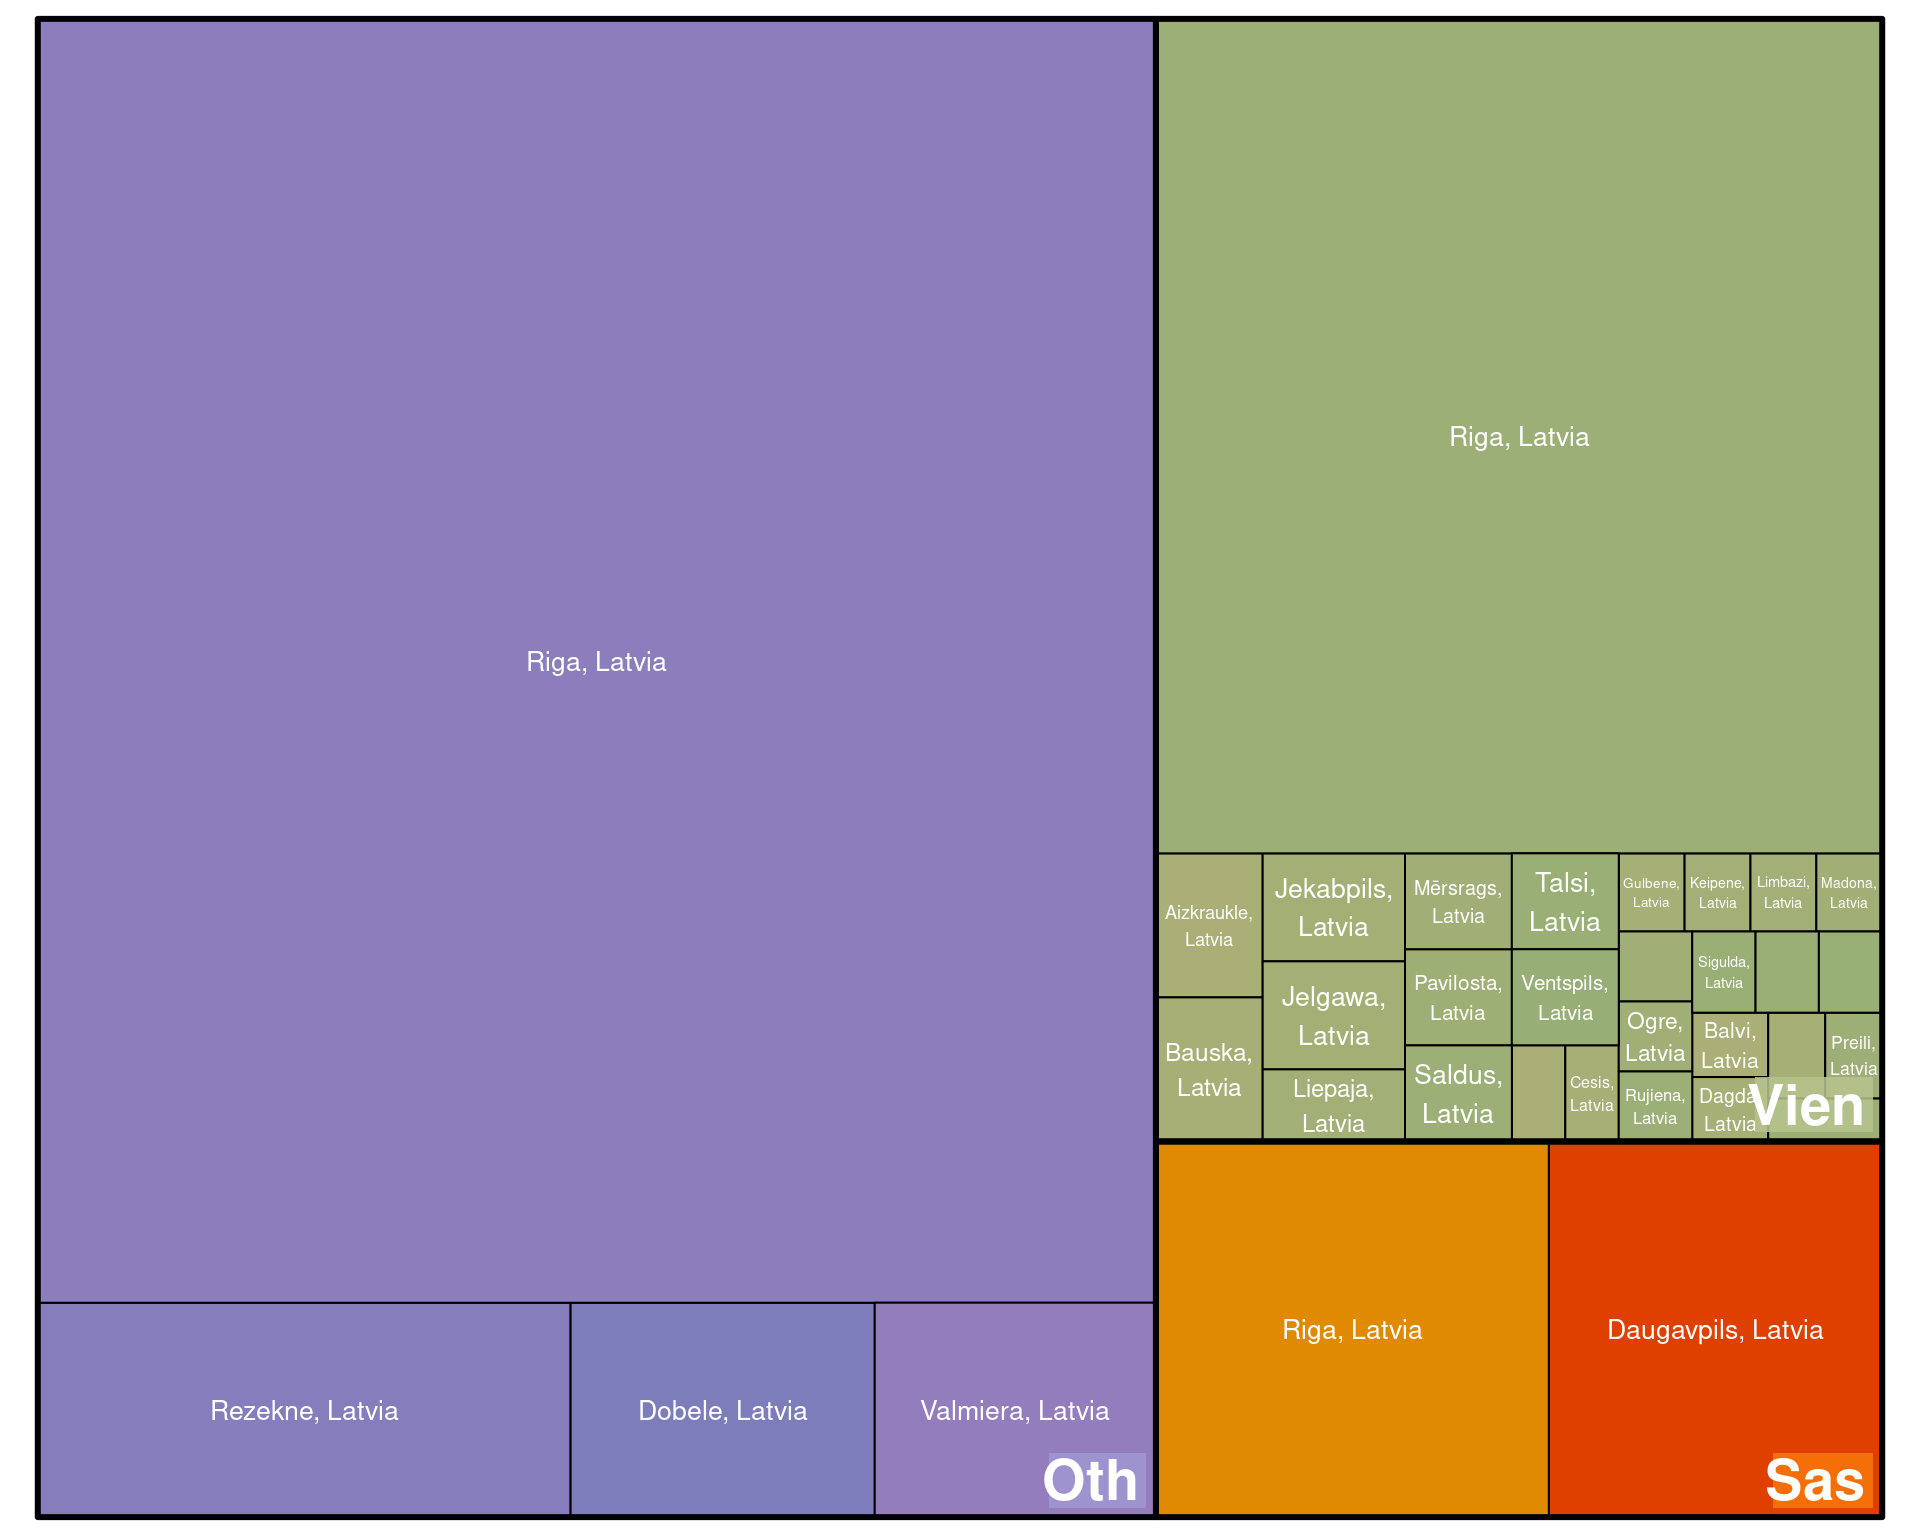 Riga, Latvia
Rezekne, Latvia
Dobele, Latvia
Valmiera, Latvia
Oth
Riga, Latvia
Aizkraukle,
Latvia
Bauska,
Latvia
Jekabpils,
Latvia
Jelgawa,
Latvia
Liepaja,
Latvia
Mērsrags,
Latvia
Pavilosta,
Latvia
Saldus,
Latvia
Talsi,
Latvia
Ventspils,
Latvia
Cesis,
Latvia
Gulbene,
Latvia
Keipene,
Latvia
Limbazi,
Latvia
Madona,
Latvia
Ogre,
Latvia
Rujiena,
Latvia
Sigulda,
Latvia
Balvi,
Latvia
Dagda
Latvia
Preili,
Latvia
Vien
Riga, Latvia
Daugavpils, Latvia
Sas